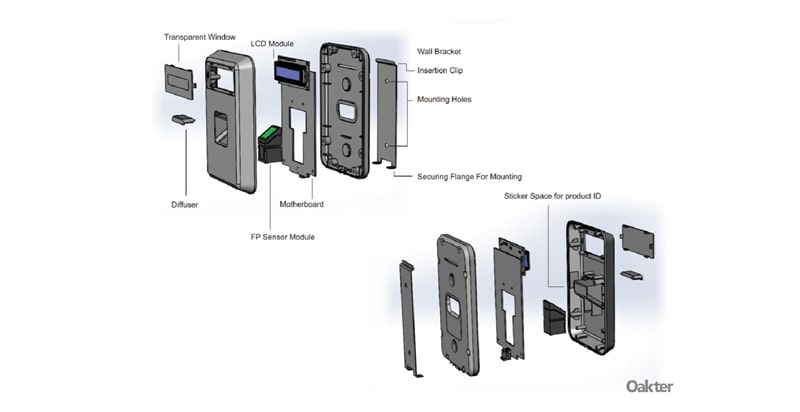 Transparent Window
LCD Module
Wall Bracket
Insertion Clip
Mounting Holes
Securing Flange For Mounting
Diffuser
Motherboard
FP Sensor Module
Sticker Space for product ID
Oakter